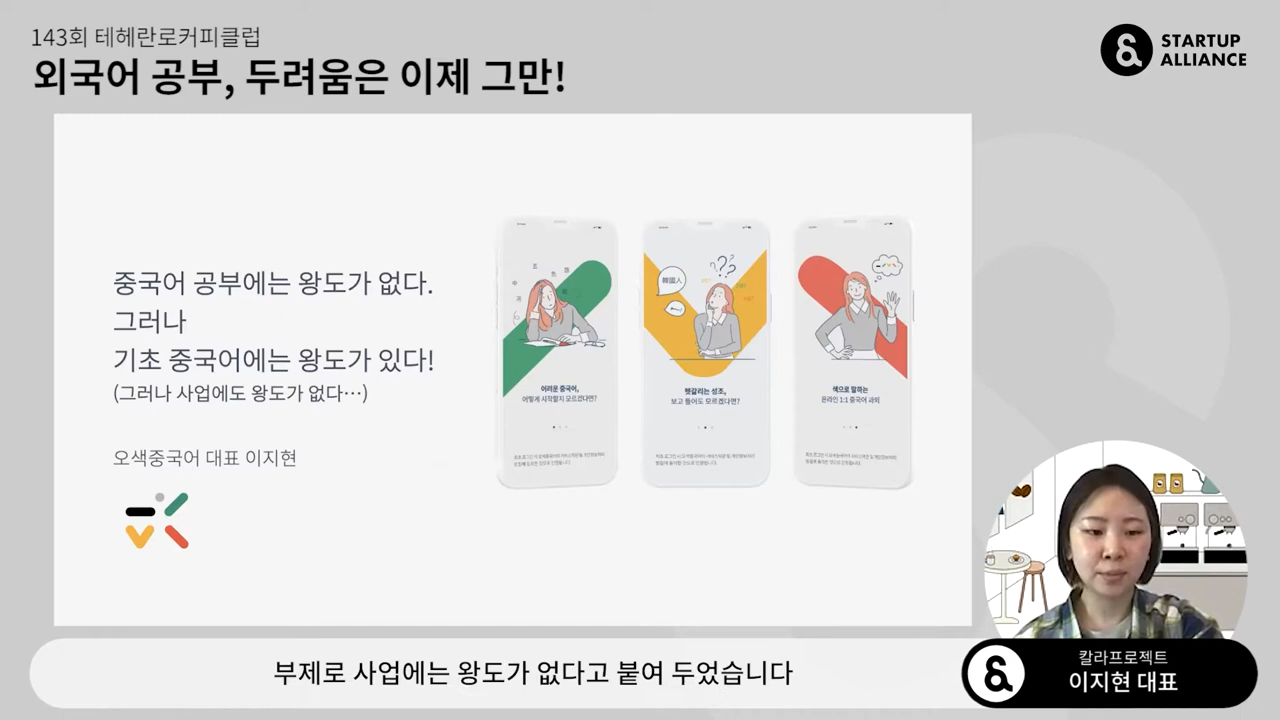 143회 테헤란로커피클럽
외국어 공부, 두려움은 이제 그만!
STARTUP
ALLIANCE
중국어 공부에는 왕도가 없다.
그러나
기초 중국어에는 왕도가 있다!
(그러나 사업에도 왕도가 없다…)
오색중국어 대표 이지현
어려운 중국어,
어떻게 시작할지 모르겠다면?
韓國人
헷갈리는 성조,
보고 들어도 모르겠다면?
색으로 말하는
온라인 1:1 중국어 과외
부제로 사업에는 왕도가 없다고 붙여 두었습니다
칼라프로젝트
이지현 대표